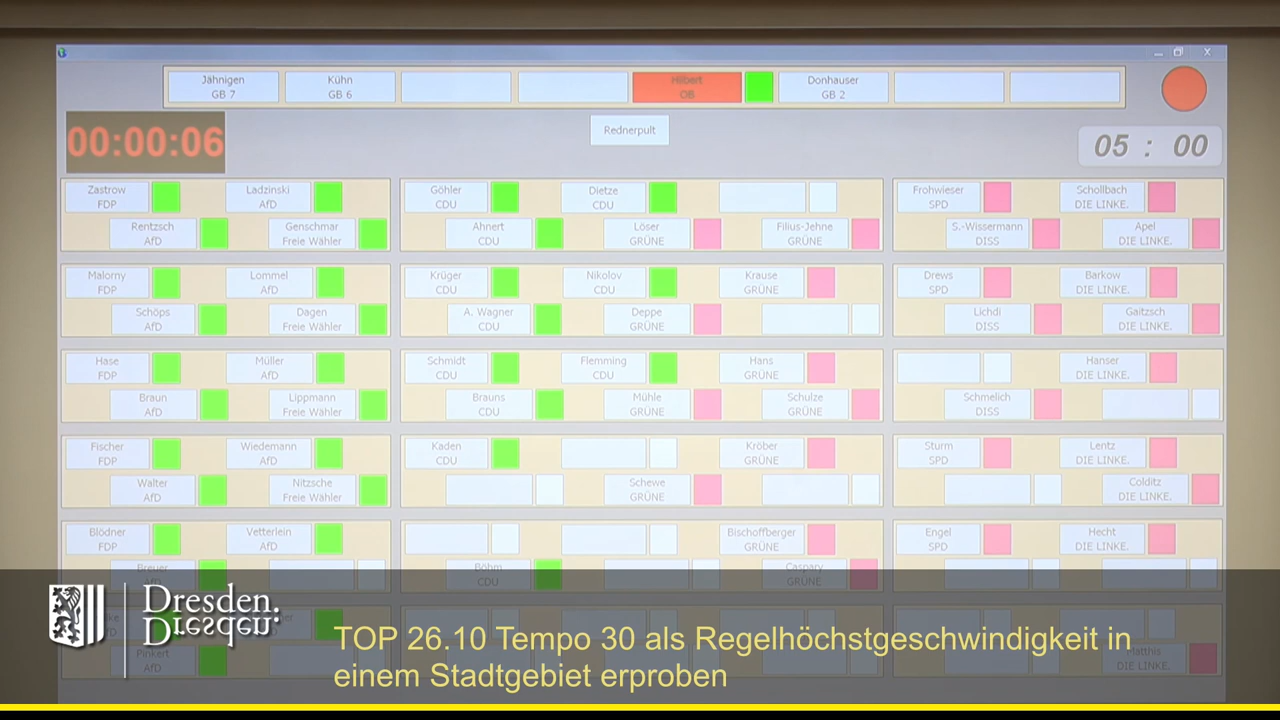 Jähnigen
GB 7
Kühn
GB 6
Hilbert
OB
Donhauser
GB 2
00:00:06
Rednerpult
05 : 00
Zastrow
FDP
Ladzinski
AfD
Göhler
CDU
Dietze
CDU
Frohwieser
SPD
Schollbach
DIE LINKE.
Rentzsch
AfD
Genschmar
Freie Wähler
Ahnert
CDU
Löser
GRÜNE
Filius-Jehne
GRÜNE
S.-Wissermann
DISS
Apel
DIE LINKE.
Malorny
FDP
Lommel
AfD
Krüger
CDU
Nikolov
CDU
Krause
GRÜNE
Drews
SPD
Barkow
DIE LINKE.
Schöps
AfD
Dagen
Freie Wähler
A. Wagner
CDU
Deppe
GRÜNE
Lichdi
DISS
Gaitzsch
DIE LINKE.
Hase
FDP
Müller
AfD
Schmidt
CDU
Flemming
CDU
Hans
GRÜNE
Hanser
DIE LINKE.
Braun
AfD
Lippmann
Freie Wähler
Brauns
CDU
Mühle
GRÜNE
Schulze
GRÜNE
Schmelich
DISS
Fischer
FDP
Wiedemann
AfD
Kaden
CDU
Kröber
GRÜNE
Sturm
SPD
Lentz
DIE LINKE.
Walter
AfD
Nitzsche
Freie Wähler
Schewe
GRÜNE
Colditz
DIE LINKE.
Blödner
FDP
Vetterlein
AfD
Bischoffberger
GRÜNE
Engel
SPD
Hecht
DIE LINKE.
Breuer
Böhm
CDU
Caspary
GRÜNE
Pinkert
AfD
Matthis
DIE LINKE.
Dresden.
Dresden.
TOP 26.10 Tempo 30 als Regelhöchstgeschwindigkeit in
einem Stadtgebiet erproben